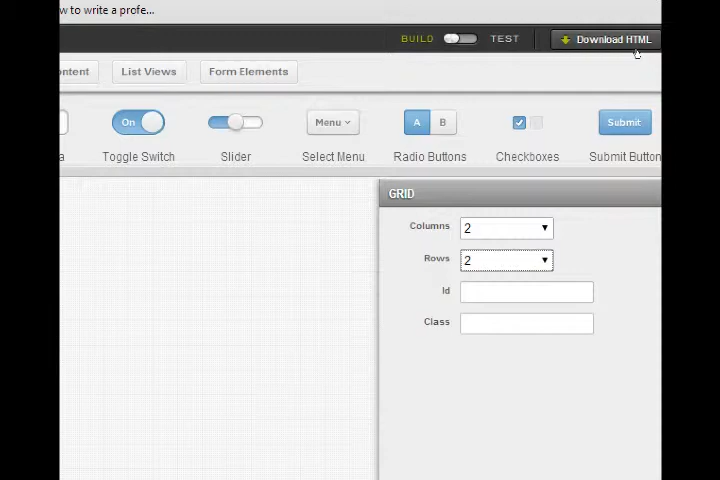 w to write a profe...
BUILD TEST Download HTML
ontent List Views Form Elements
On Menu A B Submit
a Toggle Switch Slider Select Menu Radio Buttons Checkboxes Submit Button
GRID
Columns 2
Rows 2
Id
Class